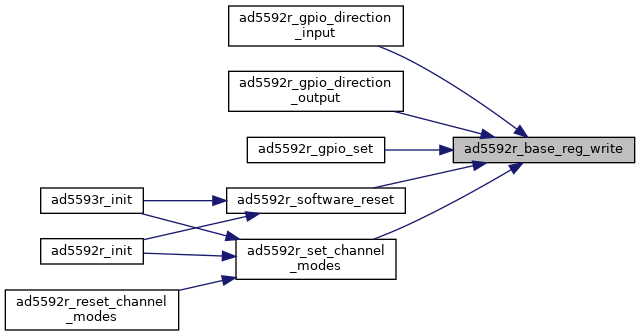 ad5592r_gpio_direction
_input
ad5592r_gpio_direction
_output
ad5592r_gpio_set
ad5592r_base_reg_write
ad5593r_init
ad5592r_software_reset
ad5592r_init
ad5592r_set_channel
_modes
ad5592r_reset_channel
_modes